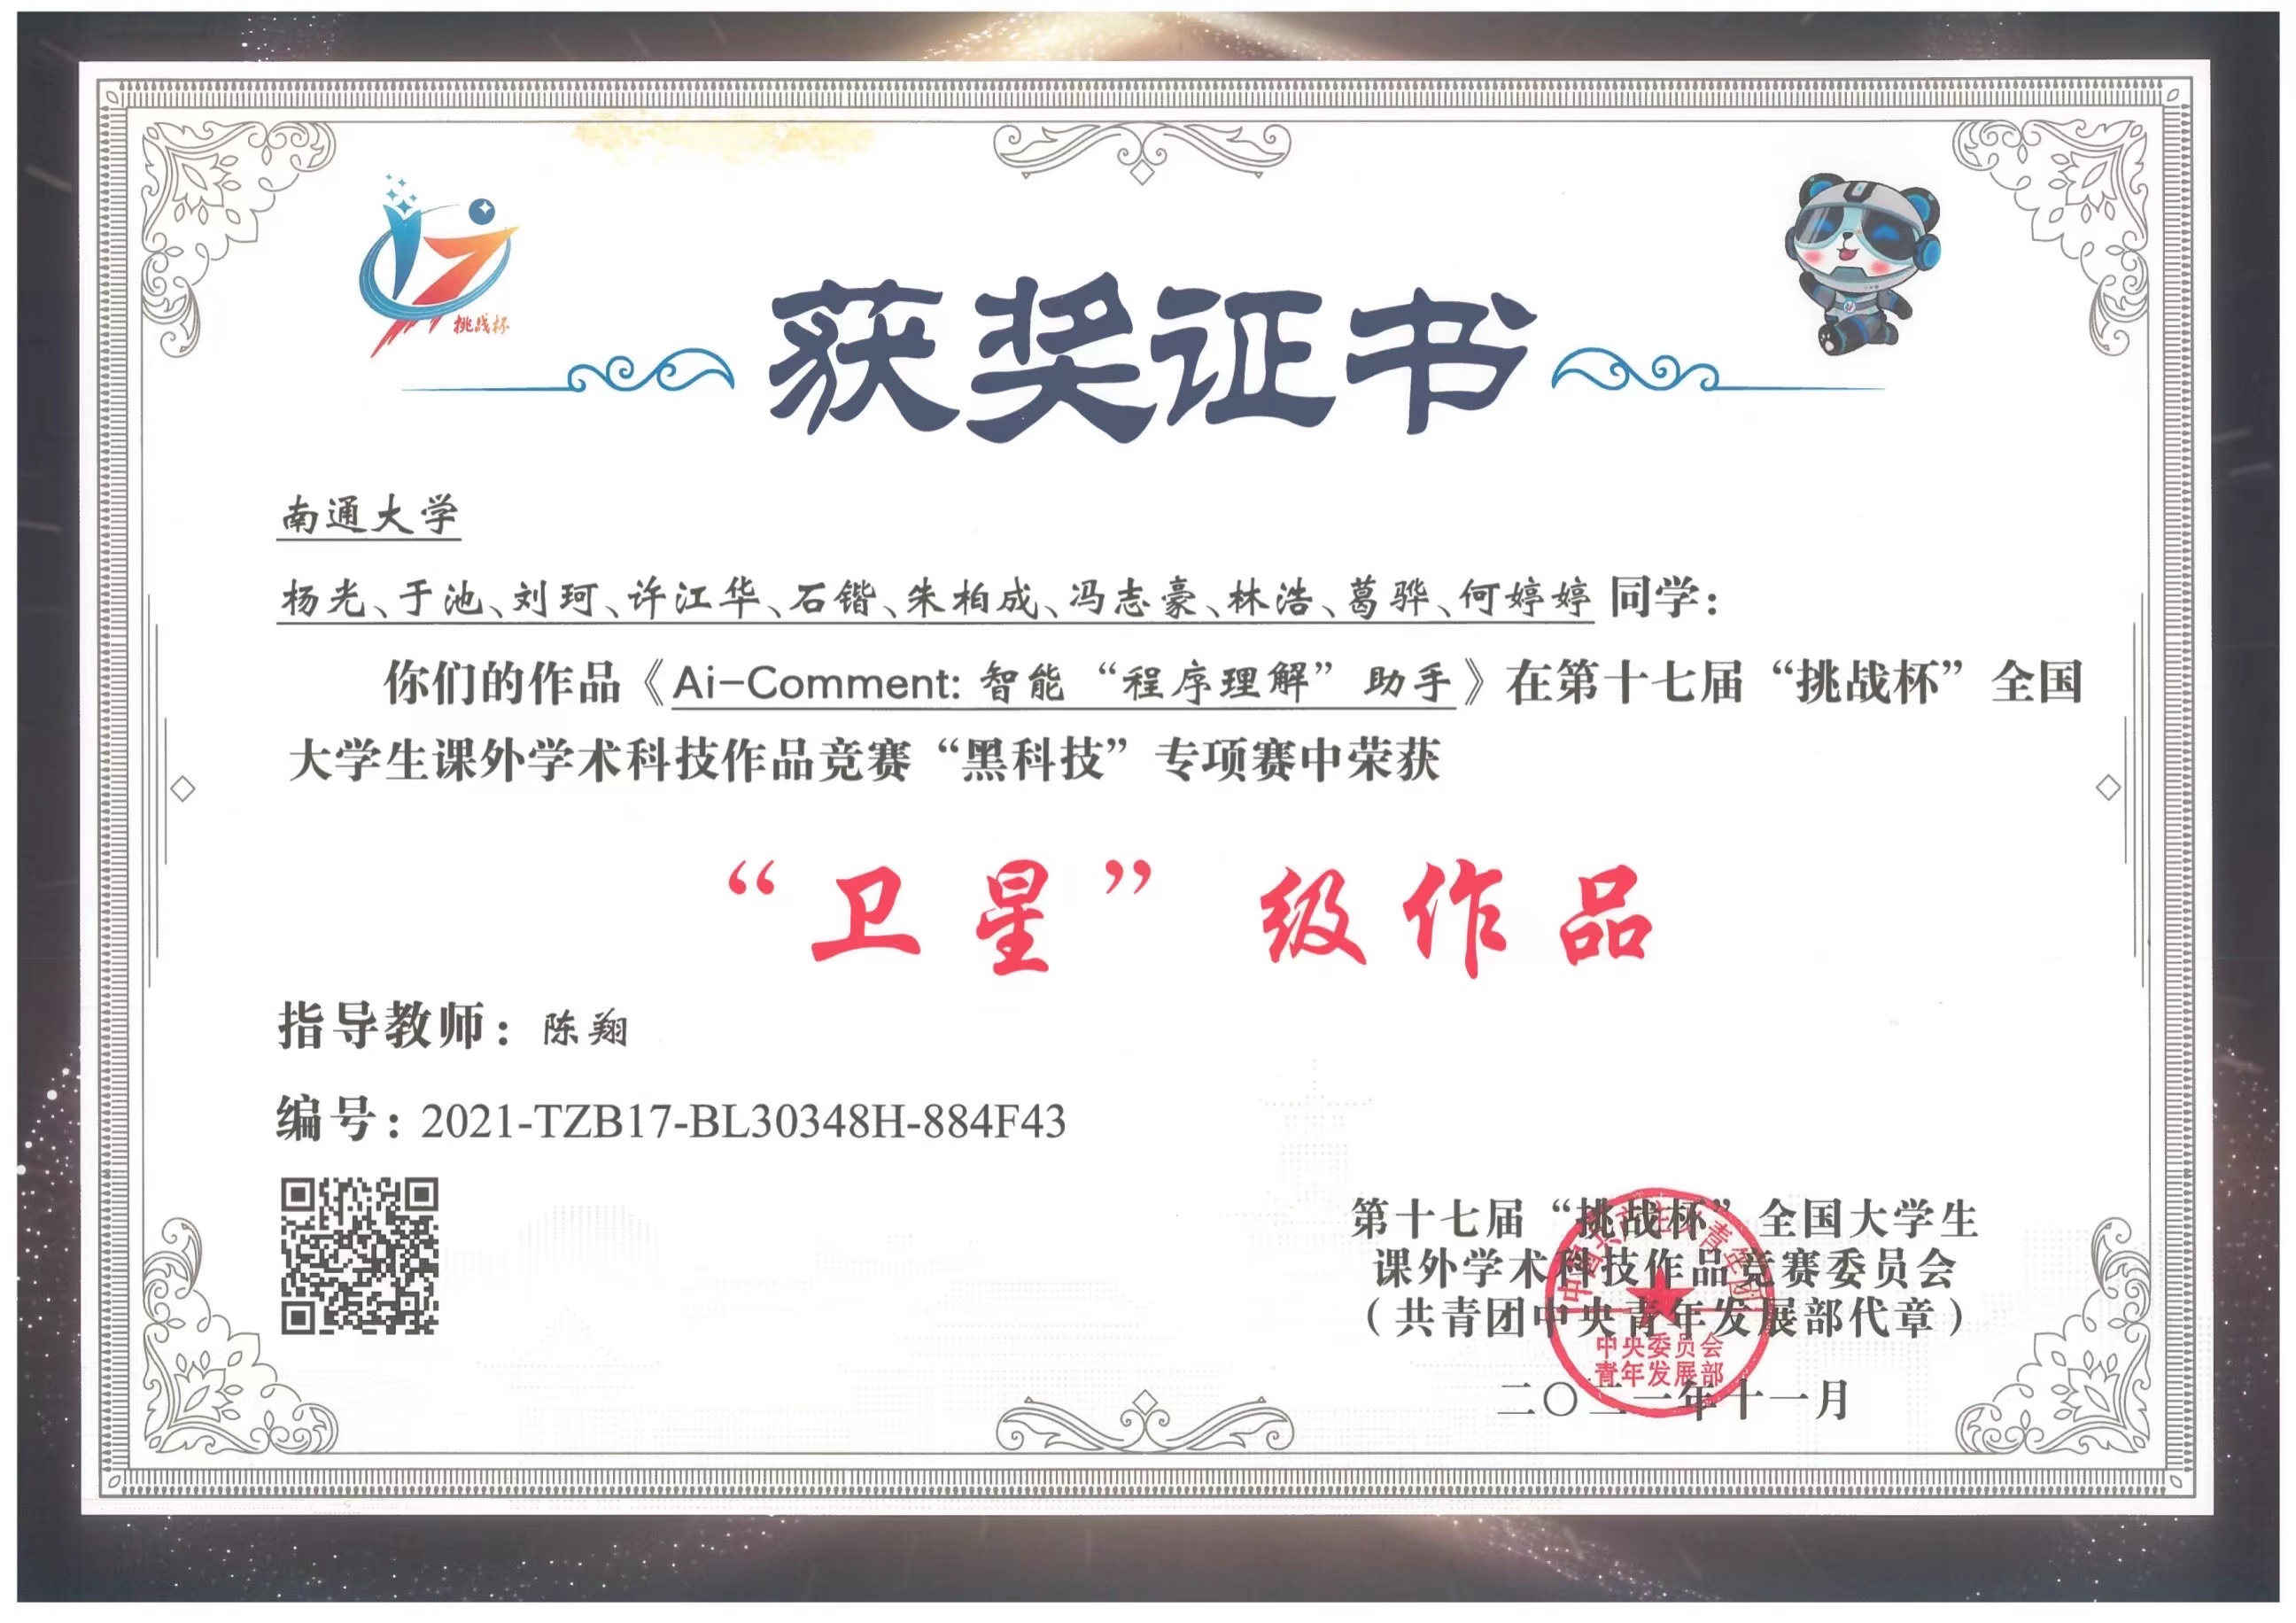 挑战杯
获奖证书
南通大学
杨光、于池、刘珂、许江华、石锴、朱柏成、冯志豪、林浩、葛骅、何婷婷 同学：
你们的作品《Ai-Comment: 智能“程序理解”助手》在第十七届“挑战杯”全国
大学生课外学术科技作品竞赛“黑科技”专项赛中荣获
“卫星”级作品
指导教师：陈翔
编号：2021-TZB17-BL30348H-884F43
第十七届“挑战杯”全国大学生
课外学术科技作品竞赛委员会
（共青团中央青年发展部代章）
中央委员会
青年发展部
二〇二一年十一月